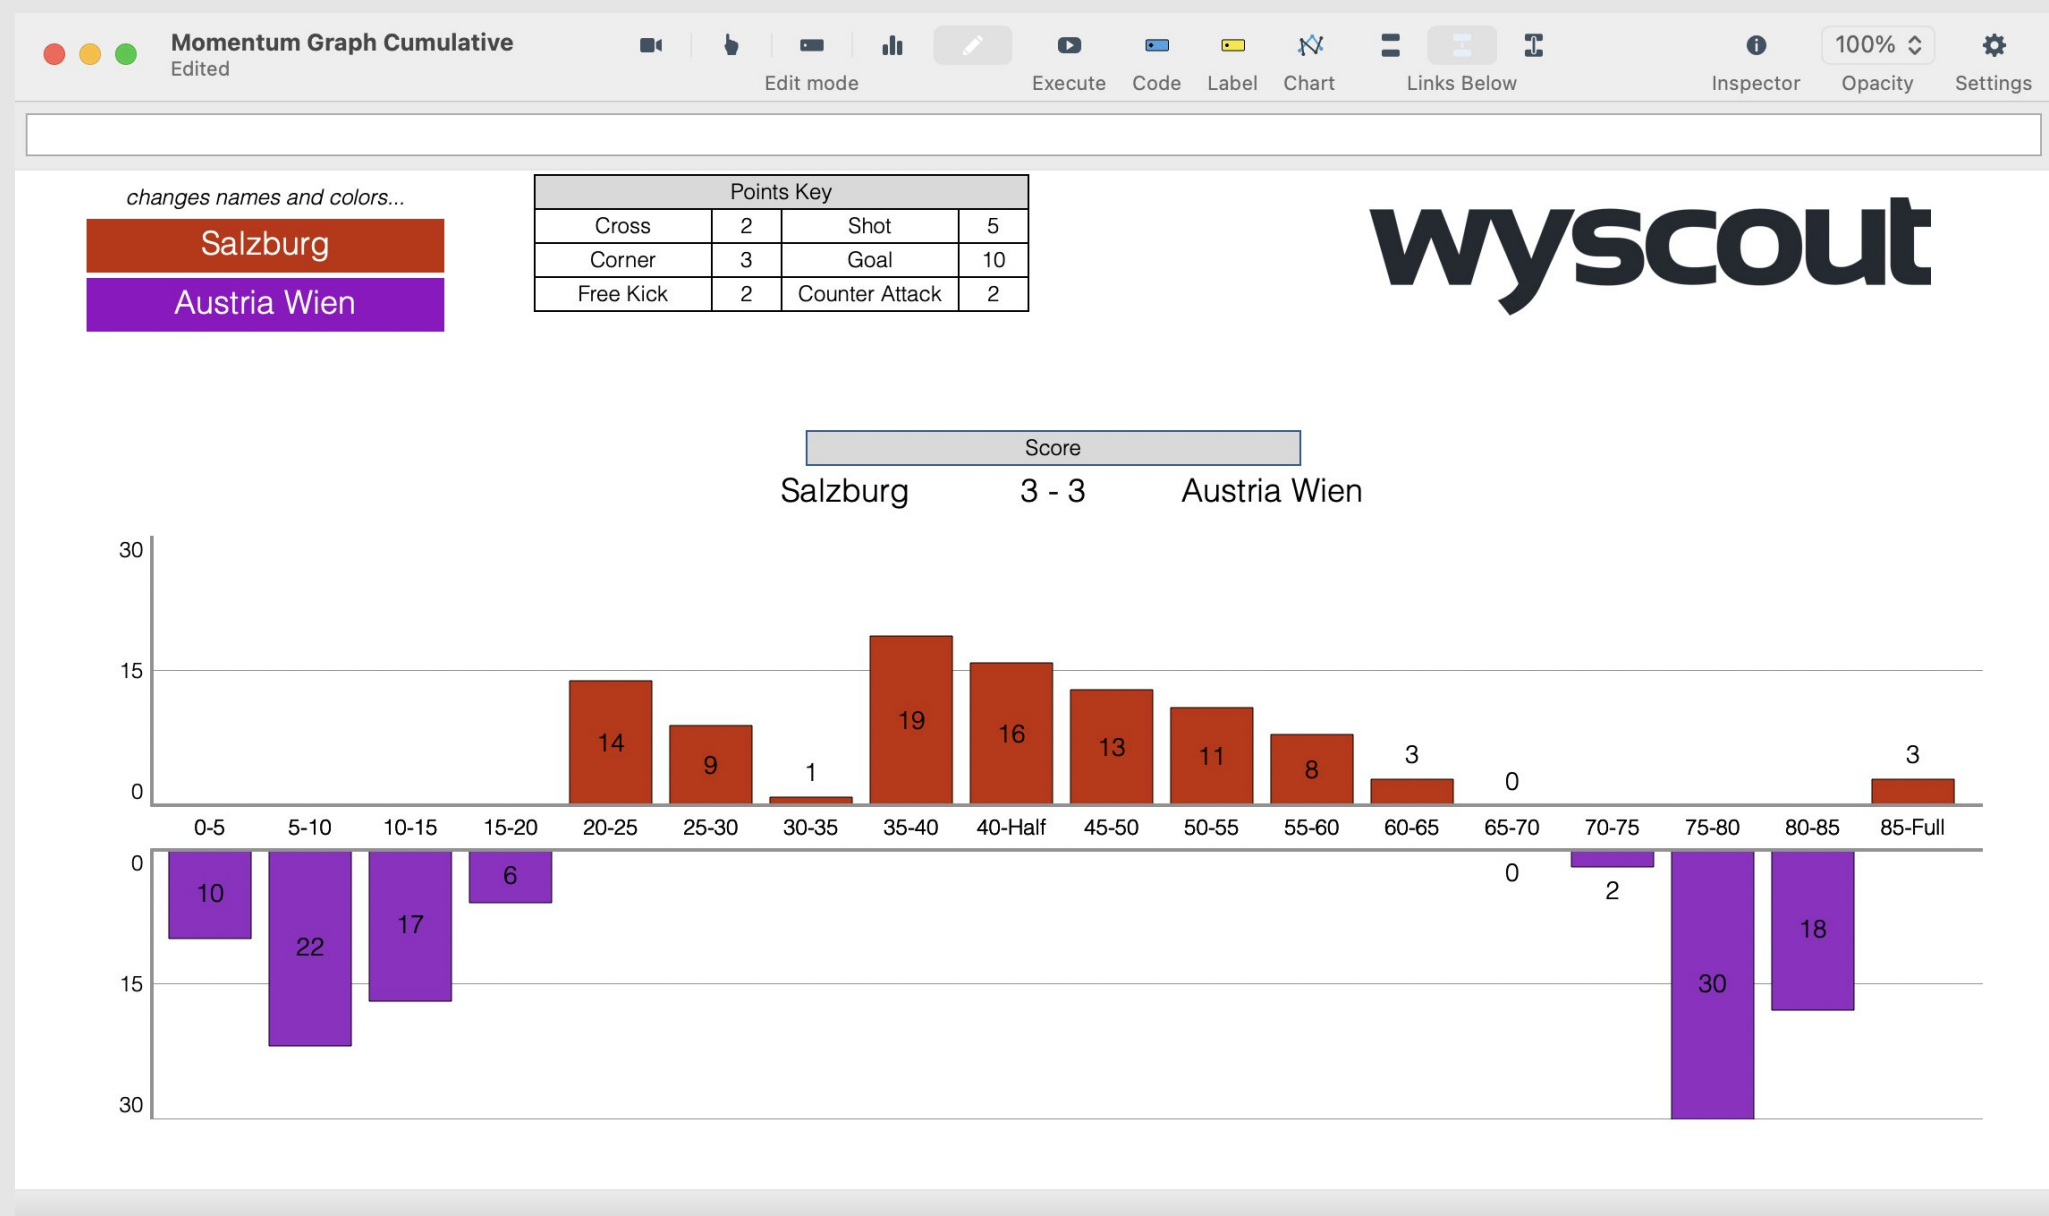 Momentum Graph Cumulative
Edited
Edit mode
Execute Code Label Chart Links Below
100%
Inspector Opacity Settings
changes names and colors...
Salzburg
Austria Wien
Points Key
Cross 2 Shot 5
Corner 3 Goal 10
Free Kick 2 Counter Attack 2
wyscout
Score
Salzburg 3 - 3 Austria Wien
30
15
0
14 9 1 19 16 13 11 8 3 0 3
0-5 5-10 10-15 15-20 20-25 25-30 30-35 35-40 40-Half 45-50 50-55 55-60 60-65 65-70 70-75 75-80 80-85 85-Full
0
10 22 17 6 0 2 30 18
15
30